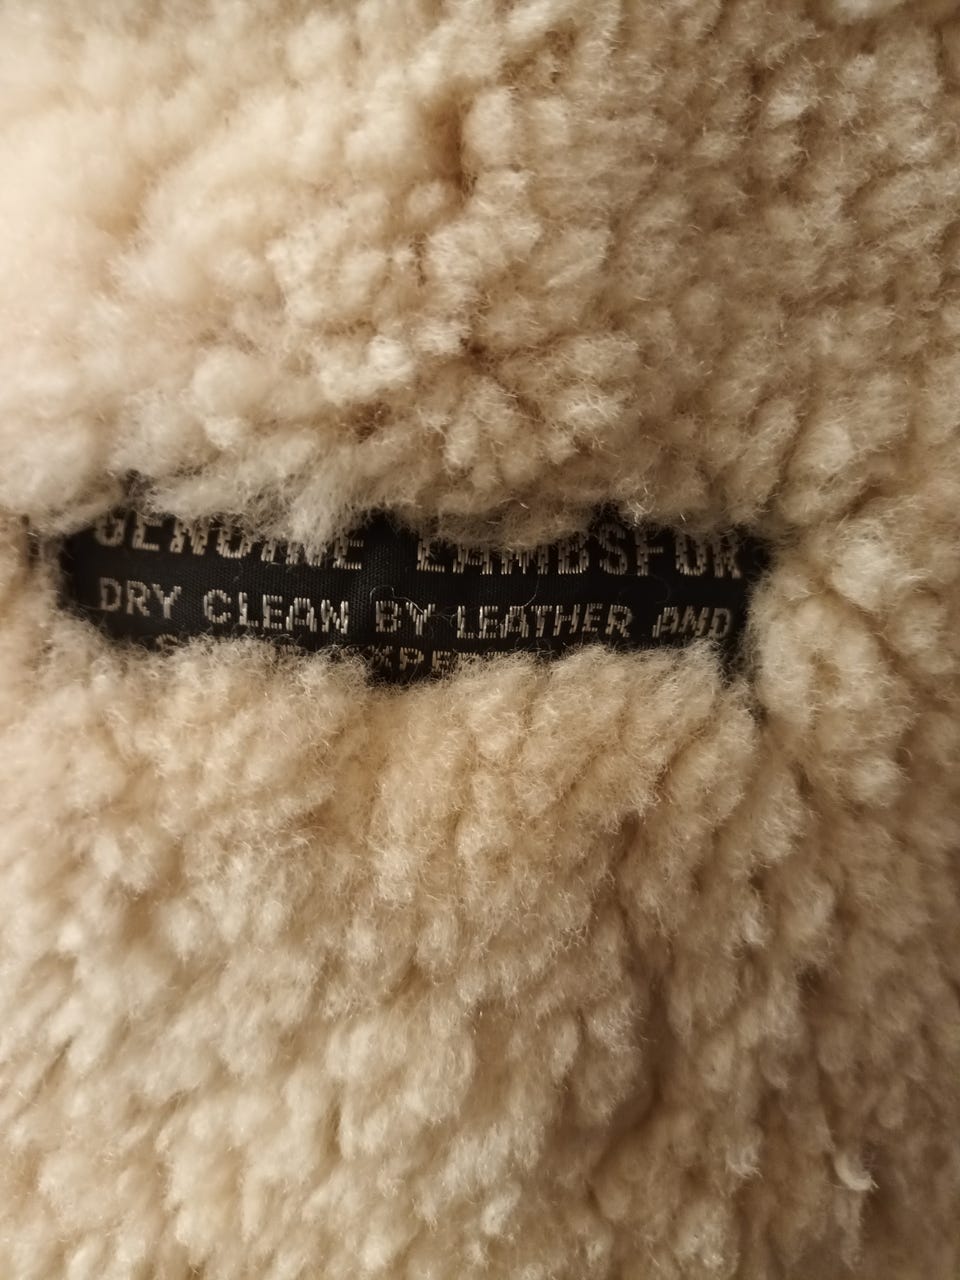 GENUINE LAMBSFUR
DRY CLEAN BY LEATHER AND